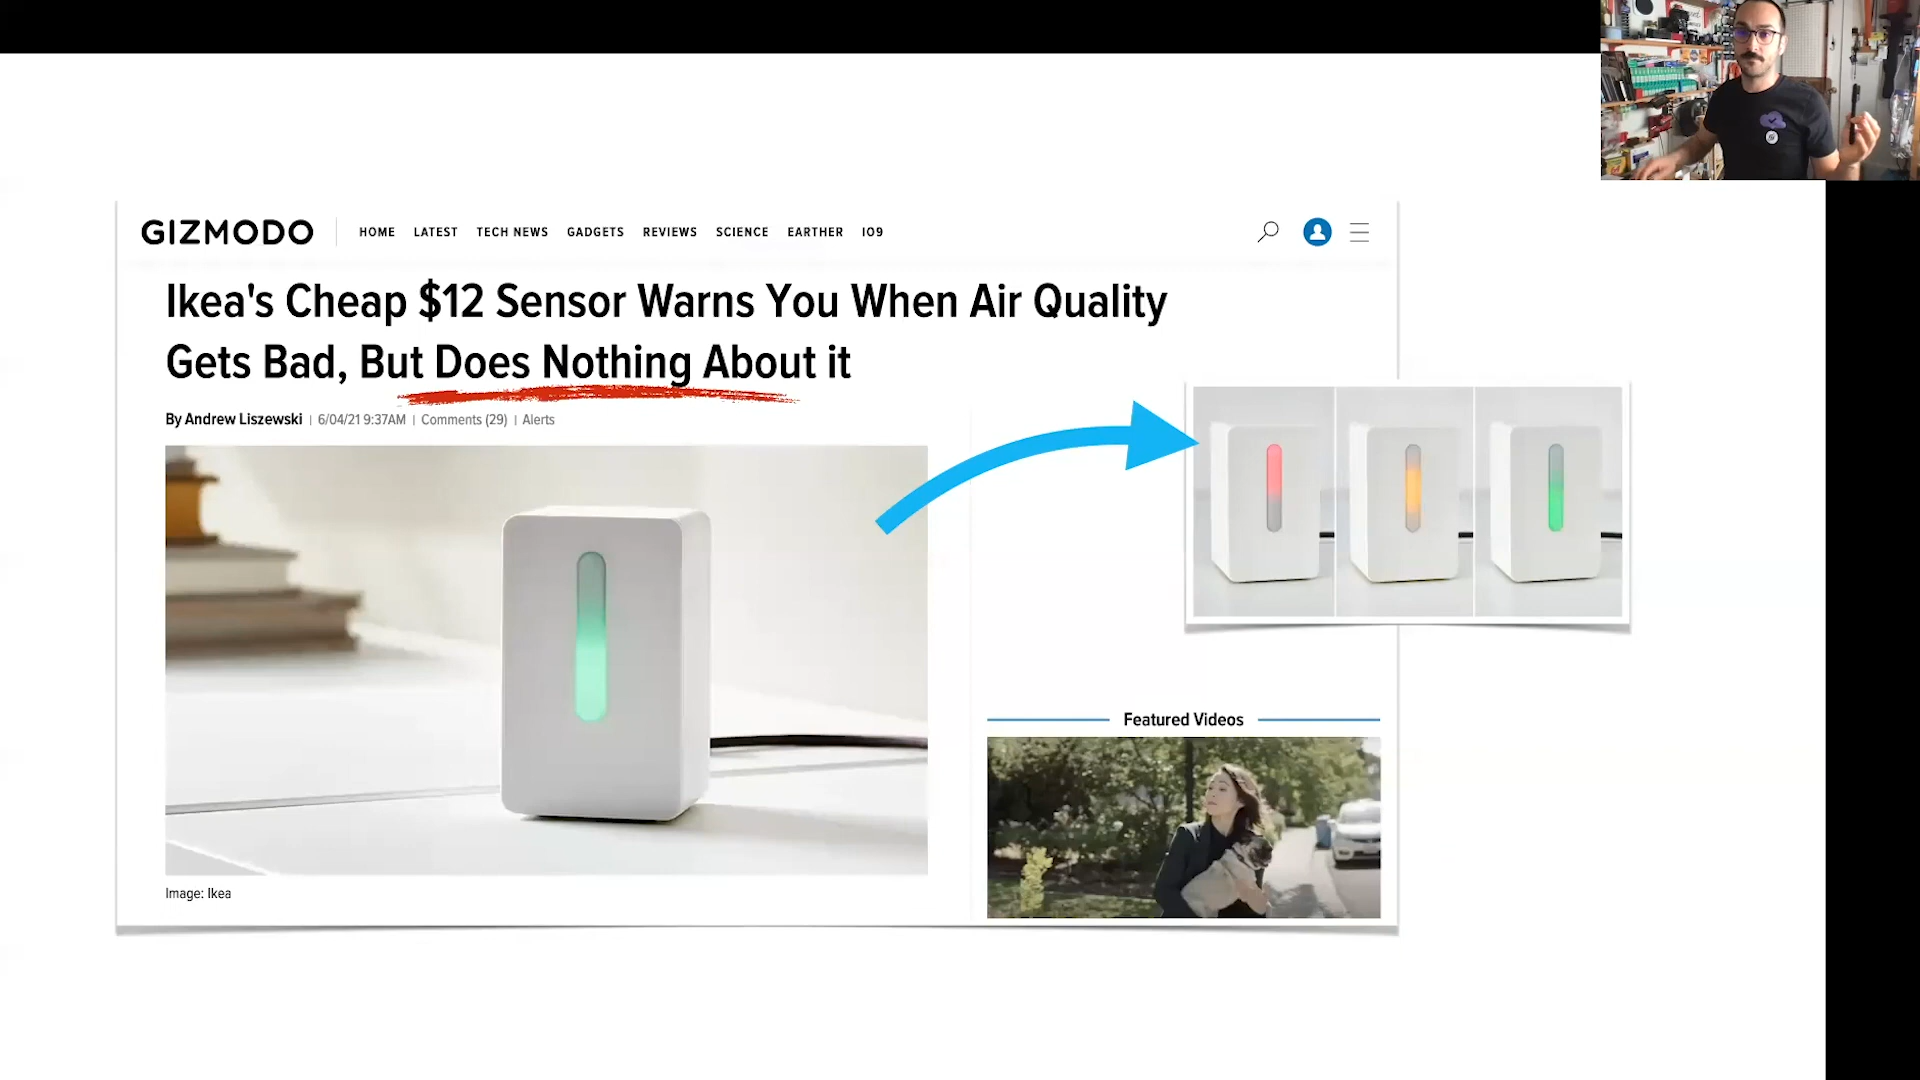 GIZMODO
HOME LATEST TECH NEWS GADGETS REVIEWS SCIENCE EARTHER IO9
Ikea's Cheap $12 Sensor Warns You When Air Quality
Gets Bad, But Does Nothing About it
By Andrew Liszewski | 6/04/21 9:37AM | Comments (29) | Alerts
Featured Videos
Image: Ikea